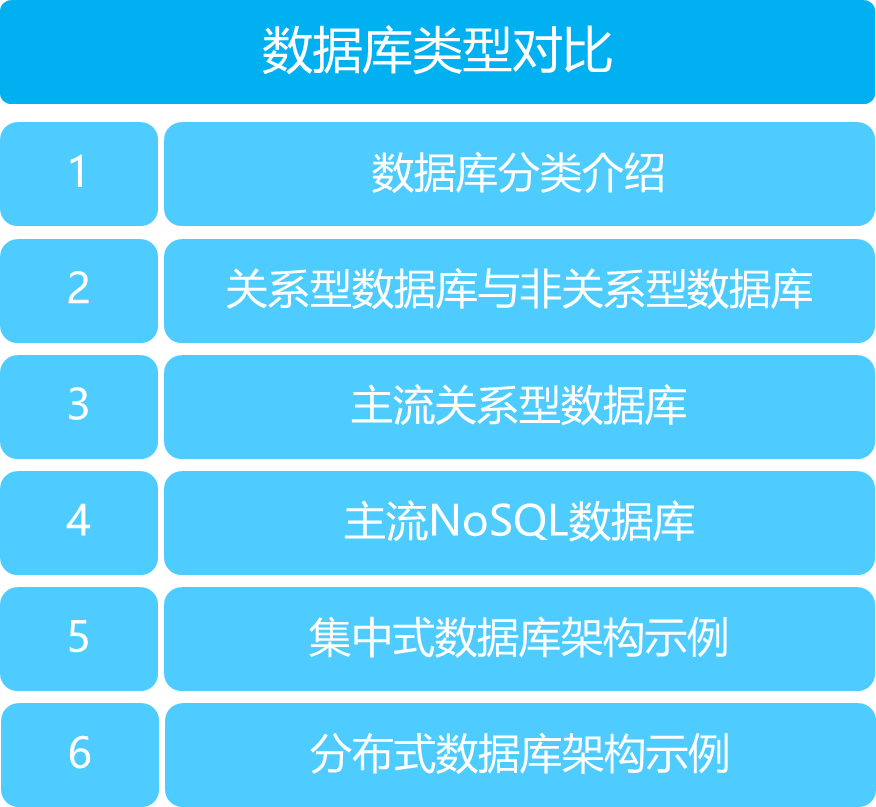 数据库类型对比
1 数据库分类介绍
2 关系型数据库与非关系型数据库
3 主流关系型数据库
4 主流NoSQL数据库
5 集中式数据库架构示例
6 分布式数据库架构示例